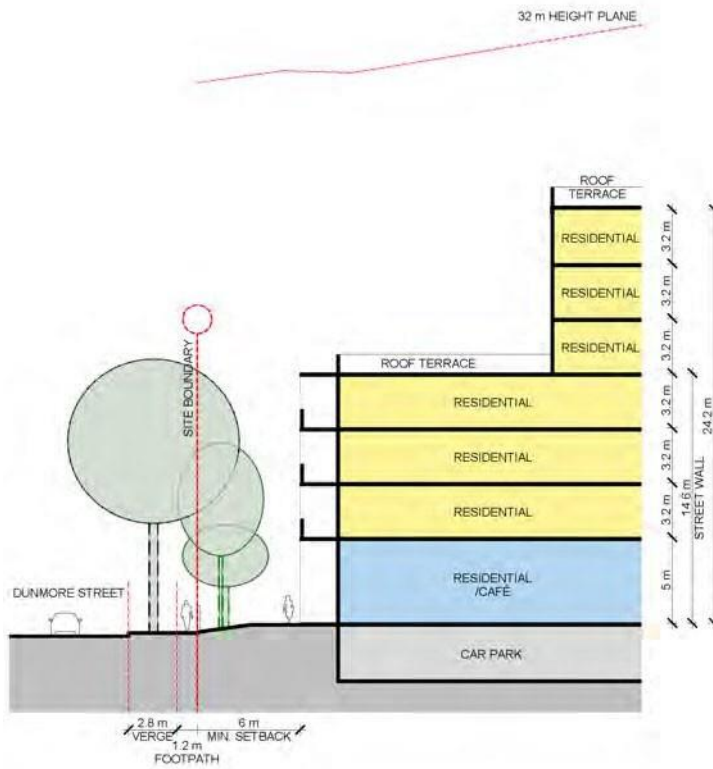 32 m HEIGHT PLANE
ROOF
TERRACE
RESIDENTIAL
3.2 m
RESIDENTIAL
3.2 m
RESIDENTIAL
3.2 m
SITE BOUNDARY
ROOF TERRACE
RESIDENTIAL
3.2 m
24.2 m
RESIDENTIAL
3.2 m
14.6 m
STREET WALL
RESIDENTIAL
3.2 m
DUNMORE STREET
RESIDENTIAL
/CAFÉ
5 m
CAR PARK
2.8 m
6 m
VERGE
MIN. SETBACK
1.2 m
FOOTPATH